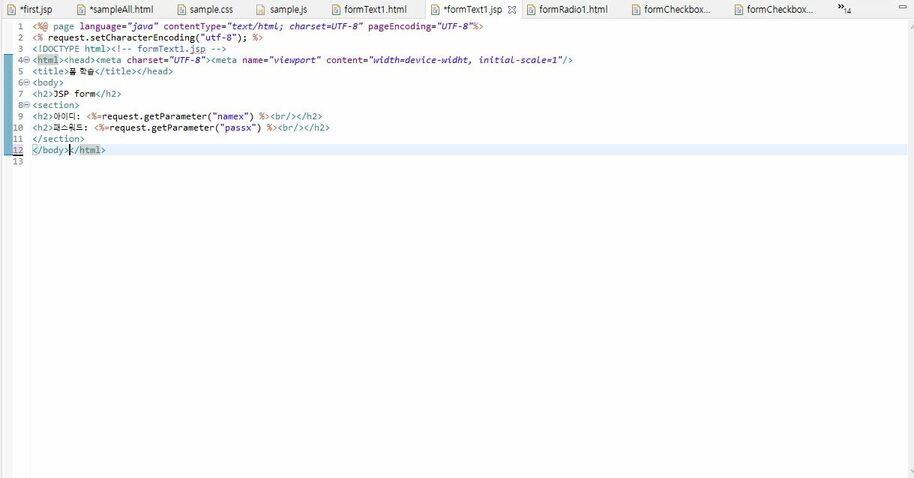 *first.jsp *sampleAll.html sample.css sample.js formText1.html *formText1.jsp formRadio1.html formCheckbox... formCheckbox... »14
1 <%@ page language="java" contentType="text/html; charset=UTF-8" pageEncoding="UTF-8"%>
2 <% request.setCharacterEncoding("utf-8"); %>
3 <!DOCTYPE html><!-- formText1.jsp -->
4 <html><head><meta charset="UTF-8"><meta name="viewport" content="width=device-widht, initial-scale=1"/>
5 <title>폼 학습</title></head>
6 <body>
7 <h2>JSP form</h2>
8 <section>
9 <h2>아이디: <%=request.getParameter("namex") %><br/></h2>
10 <h2>패스워드: <%=request.getParameter("passx") %><br/></h2>
11 </section>
12 </body></html>
13